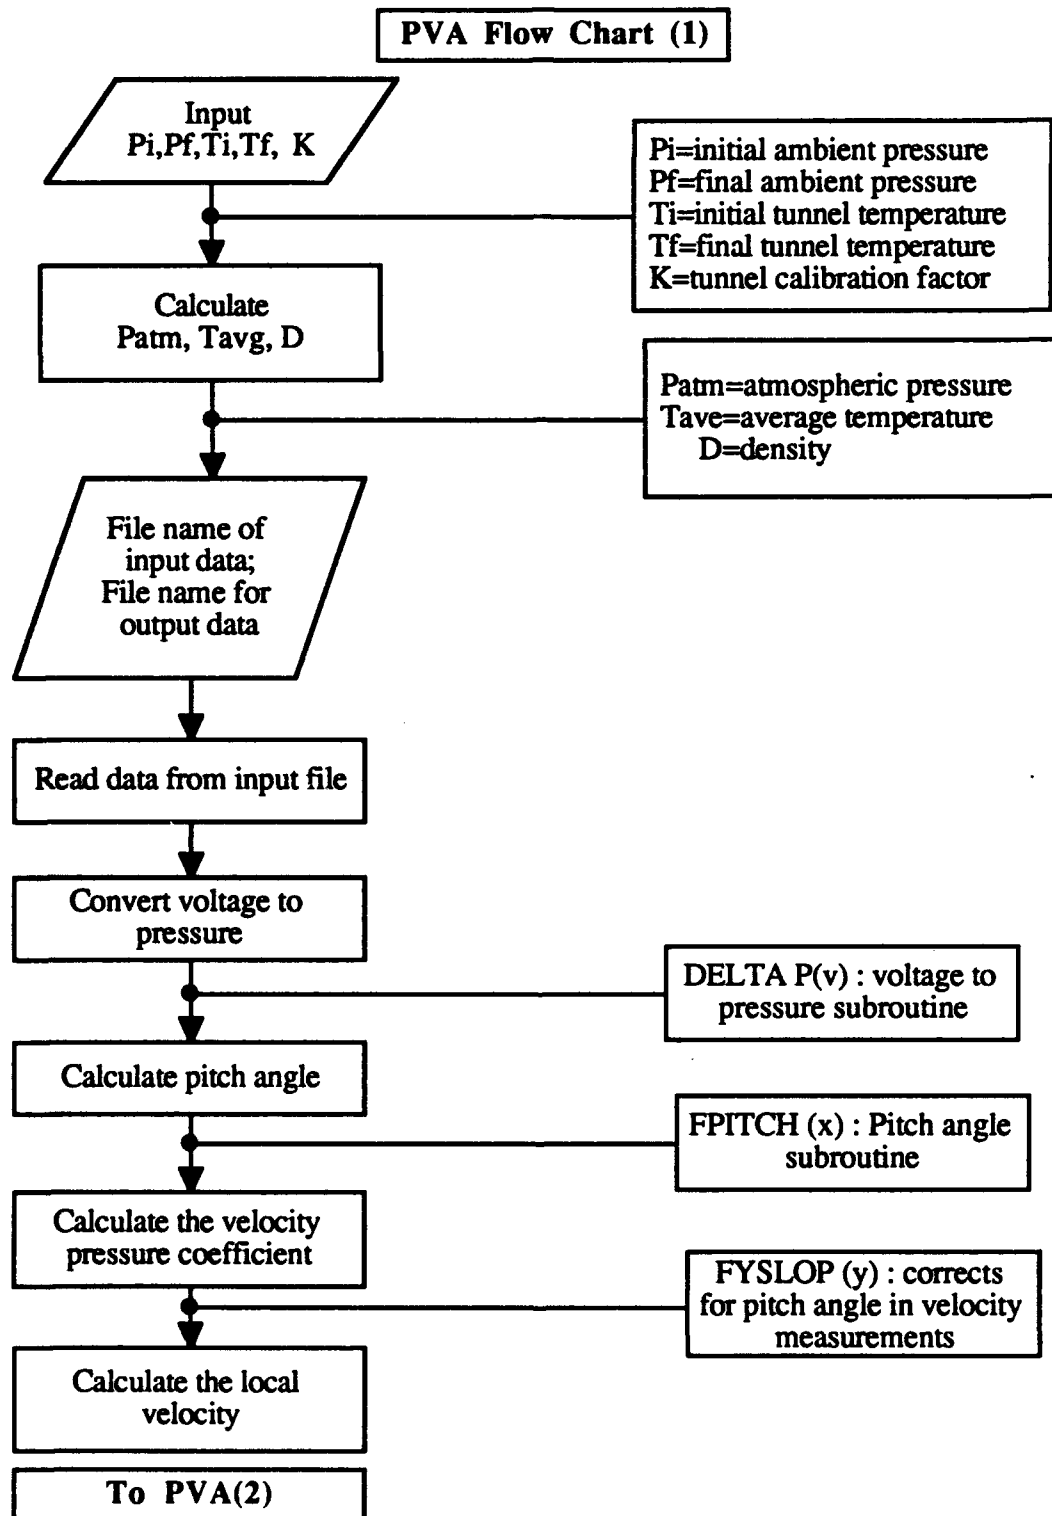 PVA Flow Chart (1)
Input
Pi,Pf,Ti,Tf, K
Pi=initial ambient pressure
Pf=final ambient pressure
Ti=initial tunnel temperature
Tf=final tunnel temperature
K=tunnel calibration factor
Calculate
Patm, Tavg, D
Patm=atmospheric pressure
Tave=average temperature
D=density
File name of
input data;
File name for
output data
Read data from input file
Convert voltage to
pressure
DELTA P(v) : voltage to
pressure subroutine
Calculate pitch angle
FPITCH (x) : Pitch angle
subroutine
Calculate the velocity
pressure coefficient
FYSLOP (y) : corrects
for pitch angle in velocity
measurements
Calculate the local
velocity
To PVA(2)